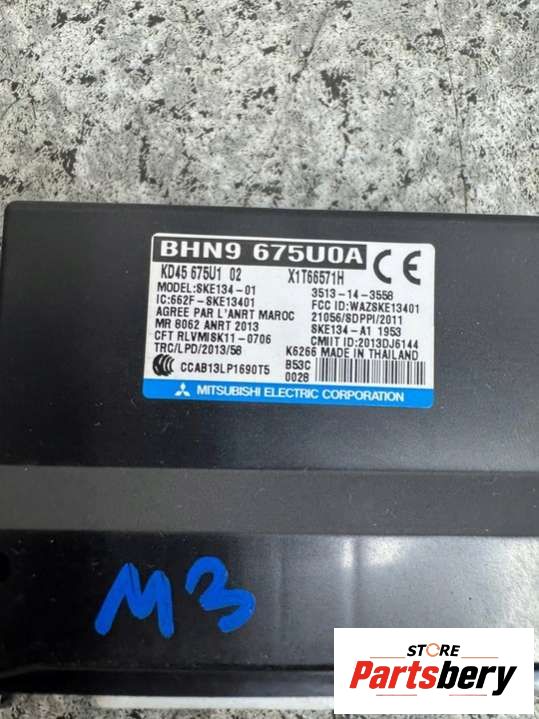 BHN9 675U0A
KD45 675U1 02 X1T66571H
MODEL:SKE134-01 3513-14-3558
IC:662F-SKE13401 FCC ID:WAZSKE13401
AGREE PAR L'ANRT MAROC 21056/SDPPI/2011
MR 8062 ANRT 2013 SKE134-A1 1953
CFT RLVMISK11-0706 CMIIT ID:2013DJ6144
TRC/LPD/2013/58 K6266 MADE IN THAILAND
CCAB13LP1690T5 B53C
0028
MITSUBISHI ELECTRIC CORPORATION
M3
STORE
Partsbery